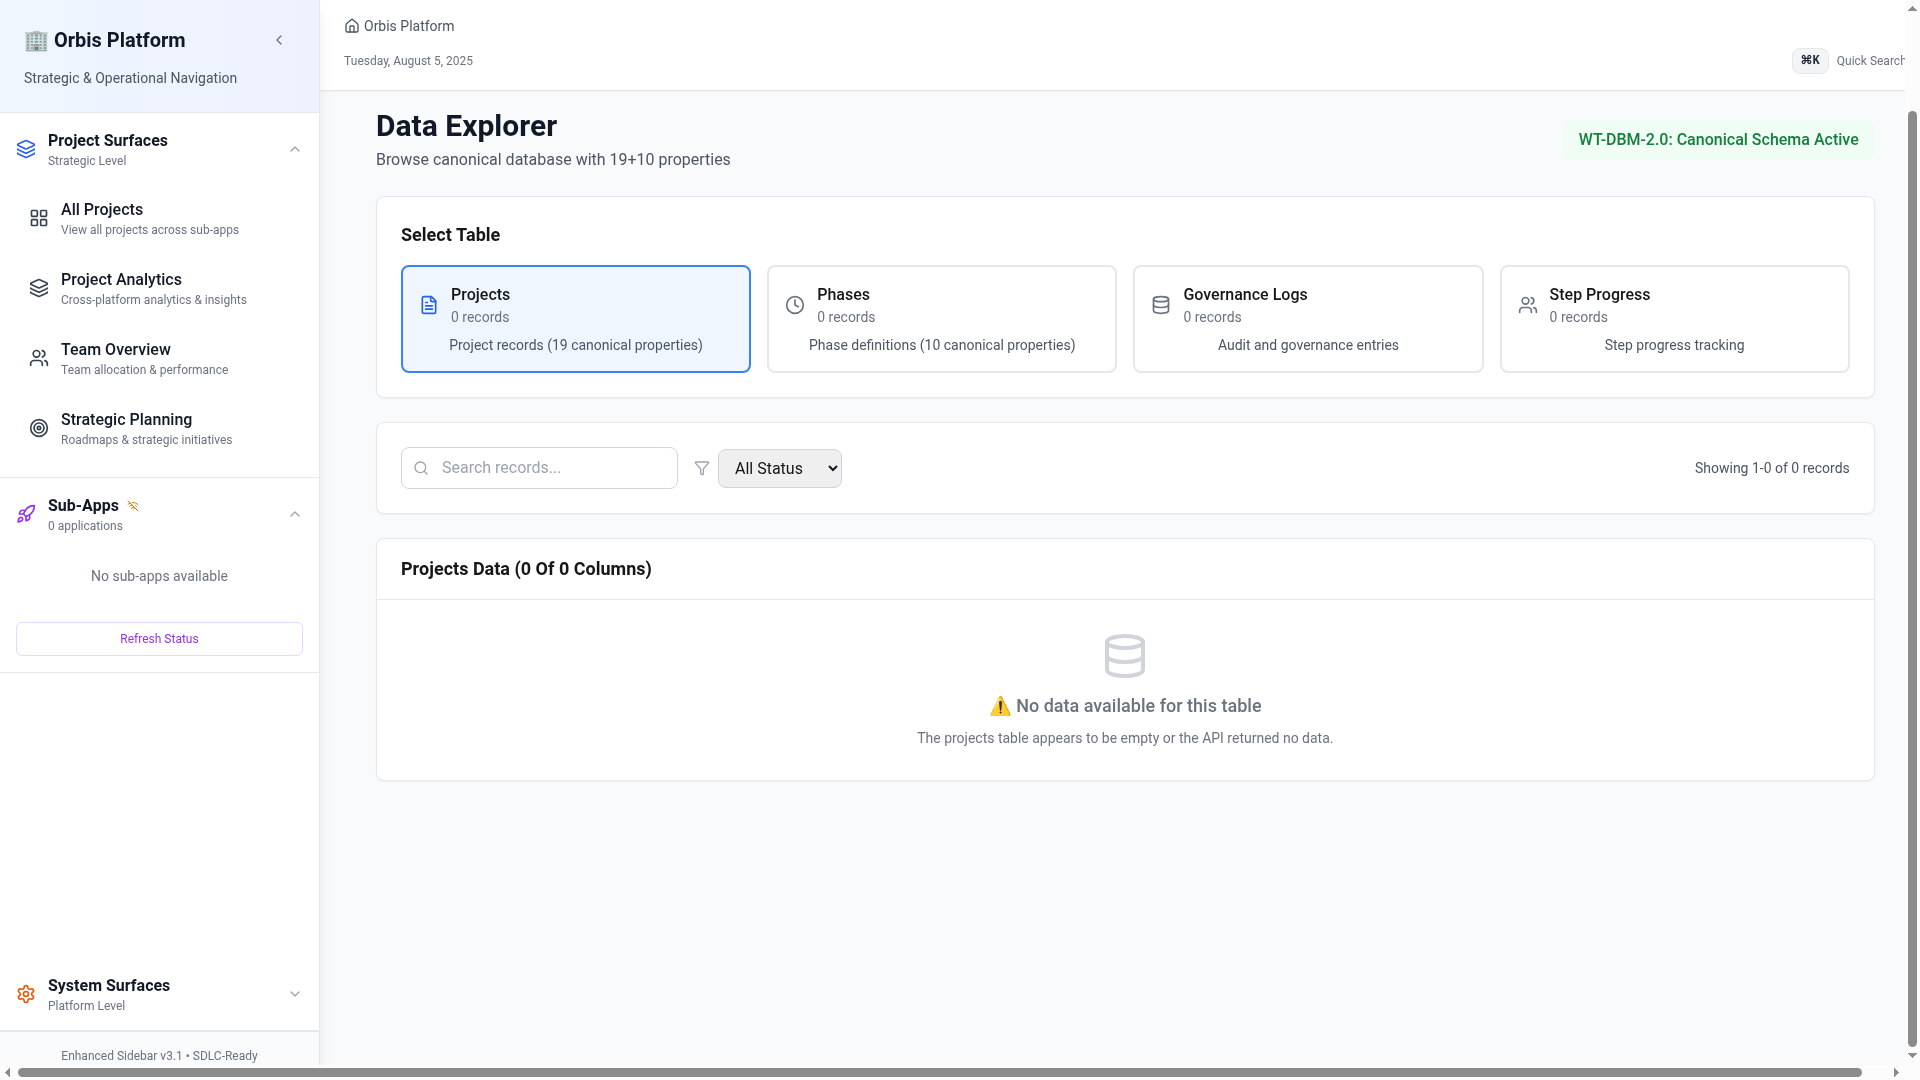 Orbis Platform
Strategic & Operational Navigation
Project Surfaces
Strategic Level
All Projects
View all projects across sub-apps
Project Analytics
Cross-platform analytics & insights
Team Overview
Team allocation & performance
Strategic Planning
Roadmaps & strategic initiatives
Sub-Apps
0 applications
No sub-apps available
Refresh Status
System Surfaces
Platform Level
Enhanced Sidebar v3.1 • SDLC-Ready
Orbis Platform
Tuesday, August 5, 2025
⌘K Quick Search
Data Explorer
Browse canonical database with 19+10 properties
WT-DBM-2.0: Canonical Schema Active
Select Table
Projects
0 records
Project records (19 canonical properties)
Phases
0 records
Phase definitions (10 canonical properties)
Governance Logs
0 records
Audit and governance entries
Step Progress
0 records
Step progress tracking
Search records...
All Status
Showing 1-0 of 0 records
Projects Data (0 Of 0 Columns)
⚠️ No data available for this table
The projects table appears to be empty or the API returned no data.